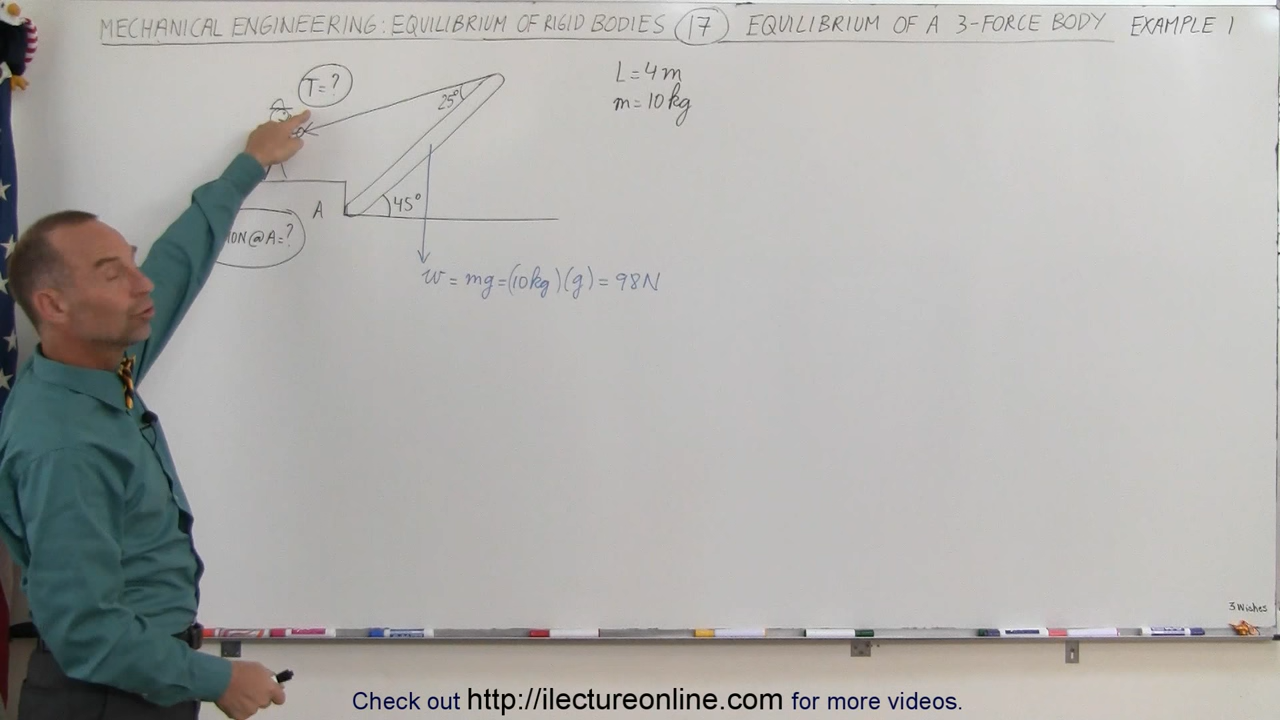 MECHANICAL ENGINEERING: EQUILIBRIUM OF RIGID BODIES 17 EQUILIBRIUM OF A 3-FORCE BODY EXAMPLE 1
T=?
L=4m
m=10kg
25°
45°
A
@A=?
W=mg=(10kg)(g)=98N
3 Wishes
Check out http://ilectureonline.com for more videos.